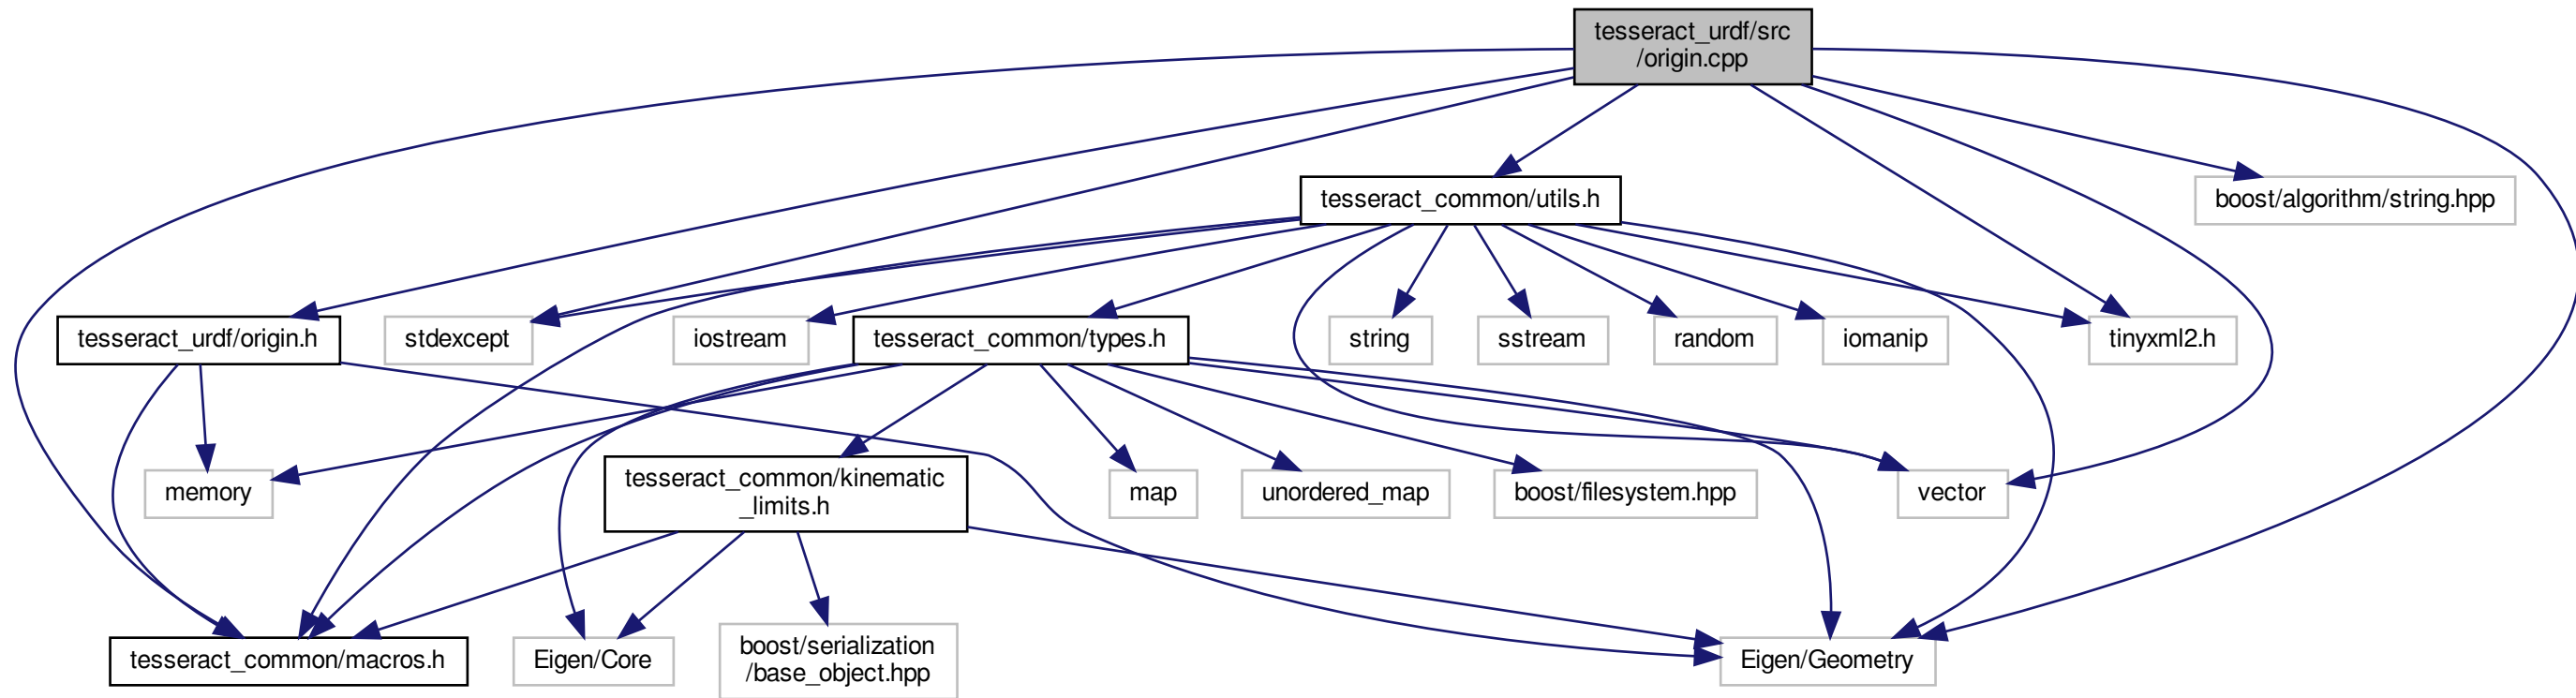 tesseract_urdf/src
/origin.cpp
tesseract_common/utils.h
boost/algorithm/string.hpp
tesseract_urdf/origin.h
stdexcept
iostream
tesseract_common/types.h
string
sstream
random
iomanip
tinyxml2.h
memory
tesseract_common/kinematic
_limits.h
map
unordered_map
boost/filesystem.hpp
vector
tesseract_common/macros.h
Eigen/Core
boost/serialization
/base_object.hpp
Eigen/Geometry